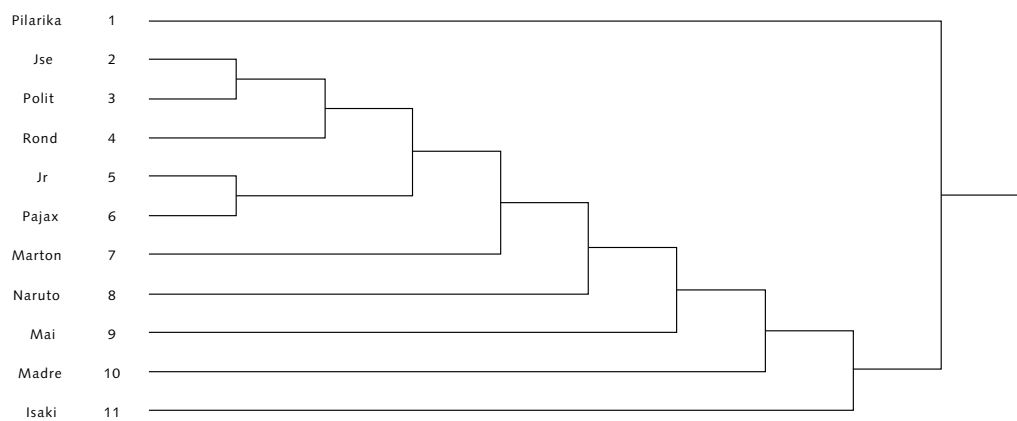 Pilarika 1
Jse 2
Polit 3
Rond 4
Jr 5
Pajax 6
Marton 7
Naruto 8
Mai 9
Madre 10
Isaki 11